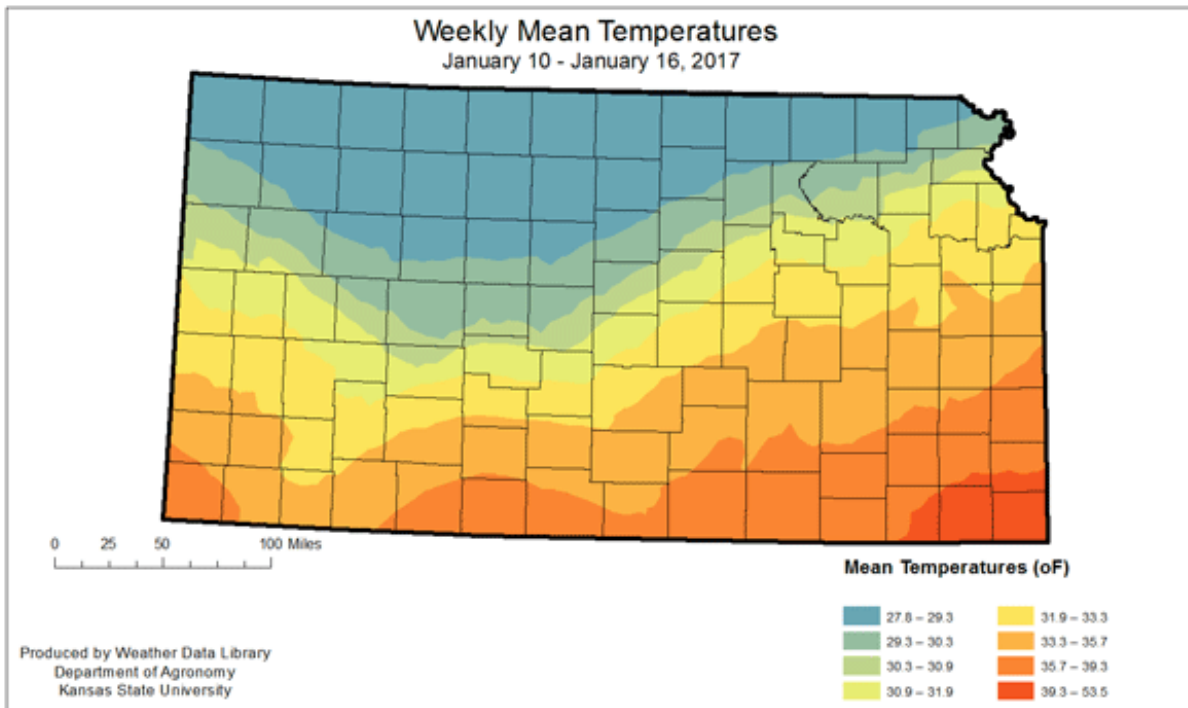 Weekly Mean Temperatures
January 10 - January 16, 2017
0 25 50 100 Miles
Mean Temperatures (oF)
27.8 – 29.3
29.3 – 30.3
30.3 – 30.9
30.9 – 31.9
31.9 – 33.3
33.3 – 35.7
35.7 – 39.3
39.3 – 53.5
Produced by Weather Data Library
Department of Agronomy
Kansas State University